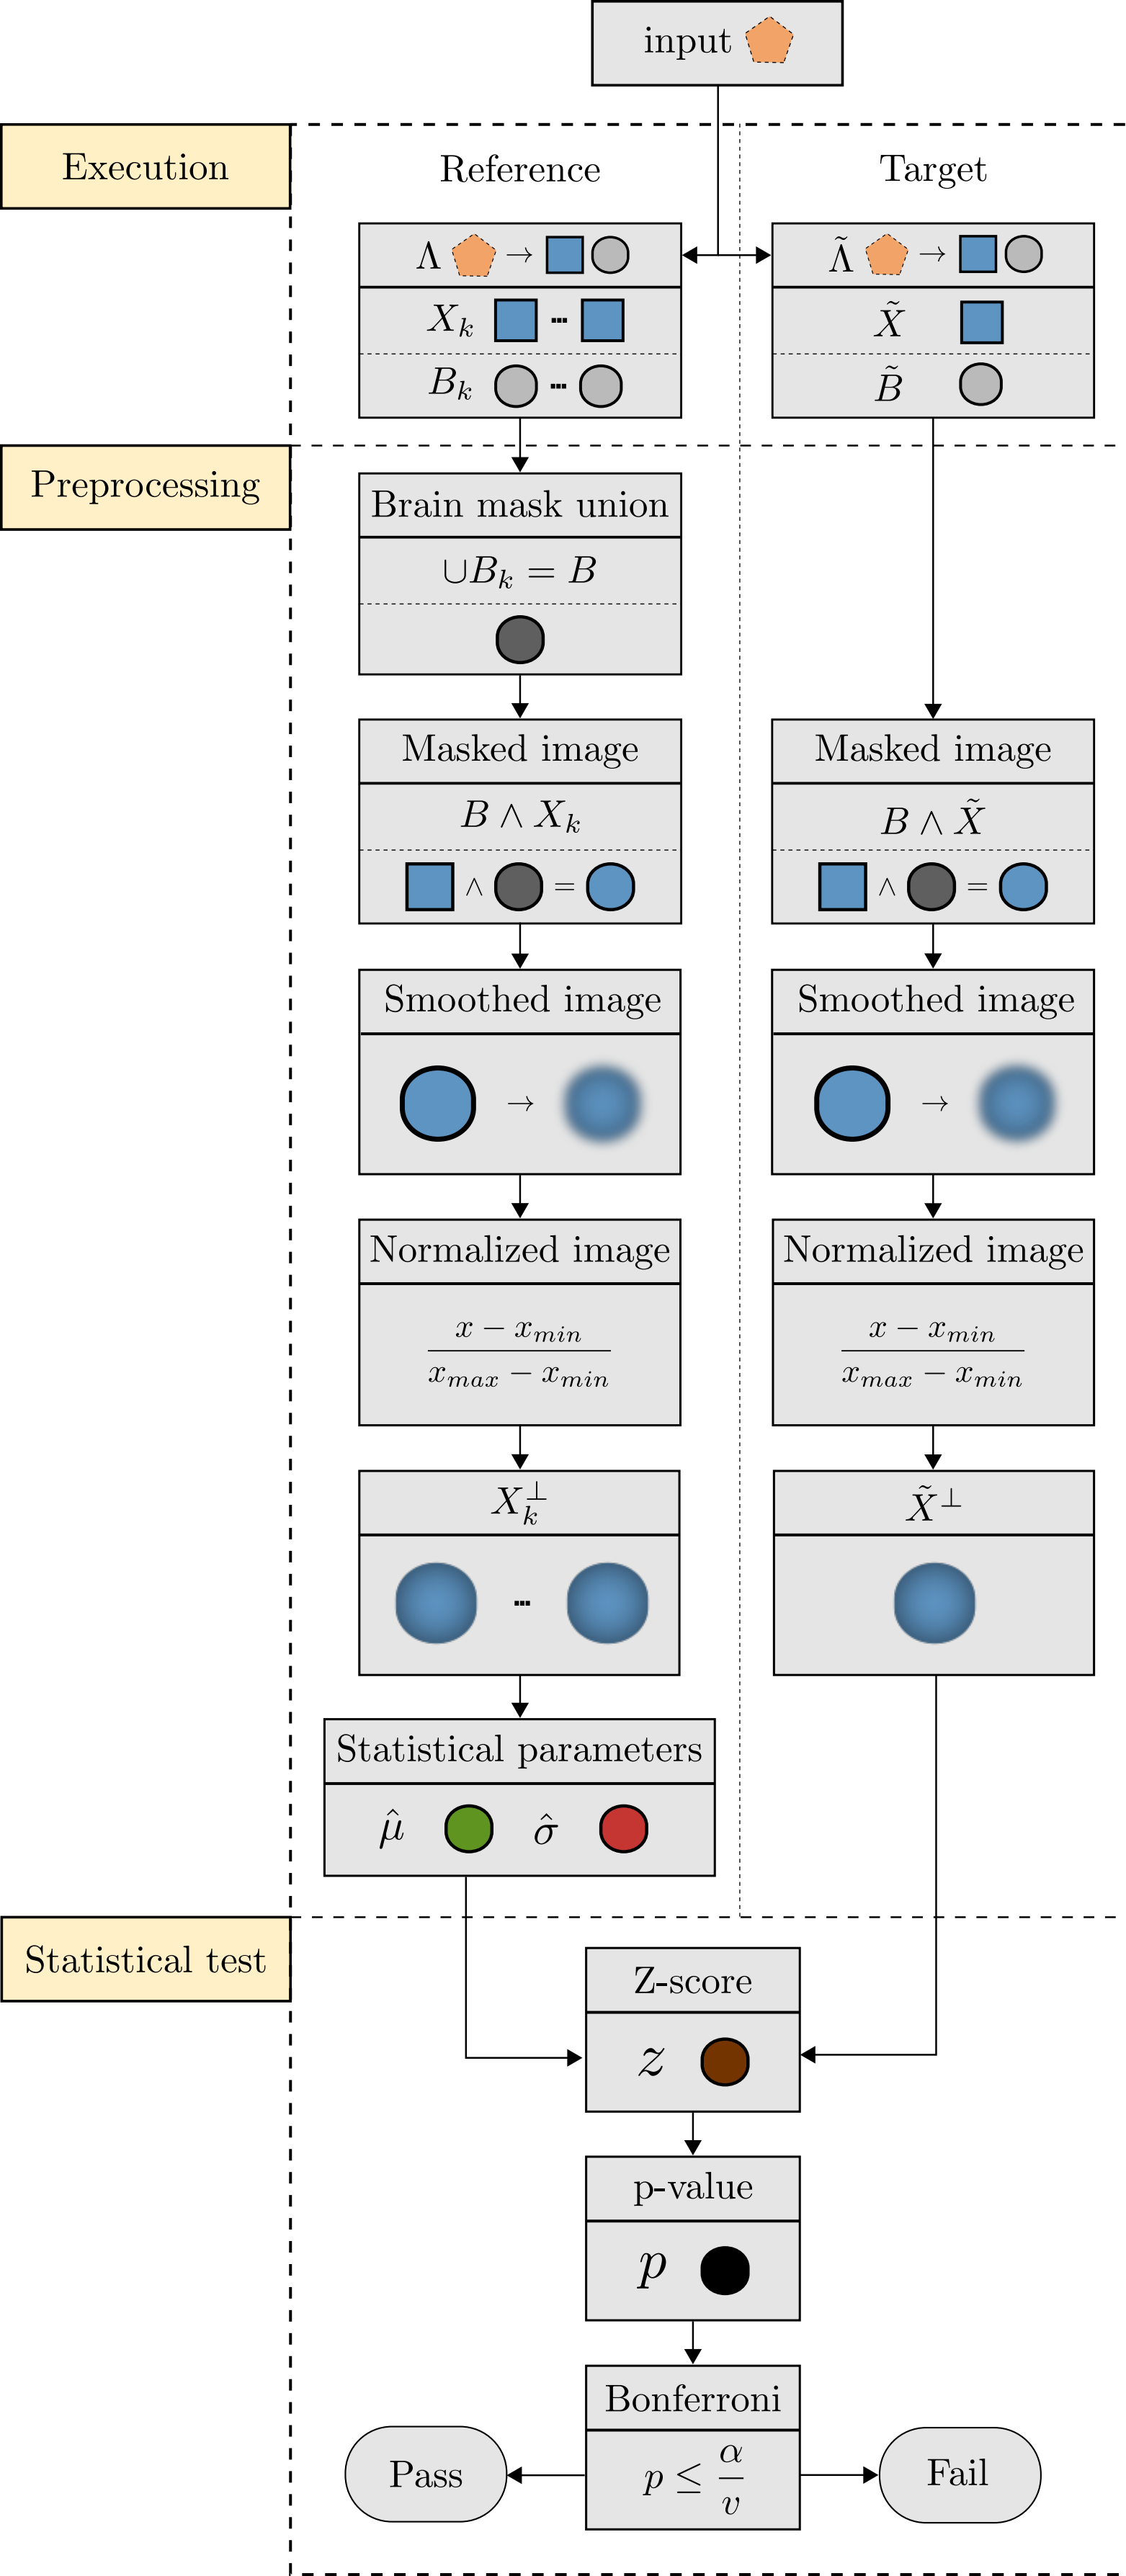 input
Execution
Reference
Target
Λ →
Λ̃ →
X_k ...
X̃
B_k ...
B̃
Preprocessing
Brain mask union
∪B_k = B
Masked image
Masked image
B ∧ X_k
B ∧ X̃
∧ =
∧ =
Smoothed image
Smoothed image
→
→
Normalized image
Normalized image
x − x_min
x_max − x_min
x − x_min
x_max − x_min
X_k^⊥
X̃^⊥
...
Statistical parameters
μ̂ σ̂
Statistical test
Z-score
z
p-value
p
Bonferroni
Pass
p ≤ α/v
Fail